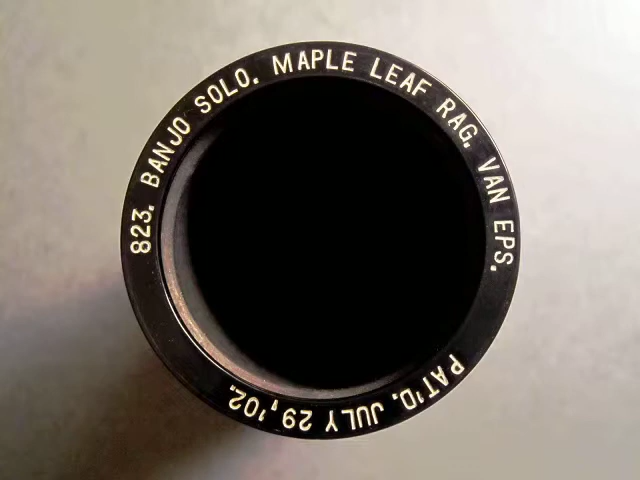 823. BANJO SOLO. MAPLE LEAF RAG. VAN EPS.
PAT'D. JULY 29,'02.